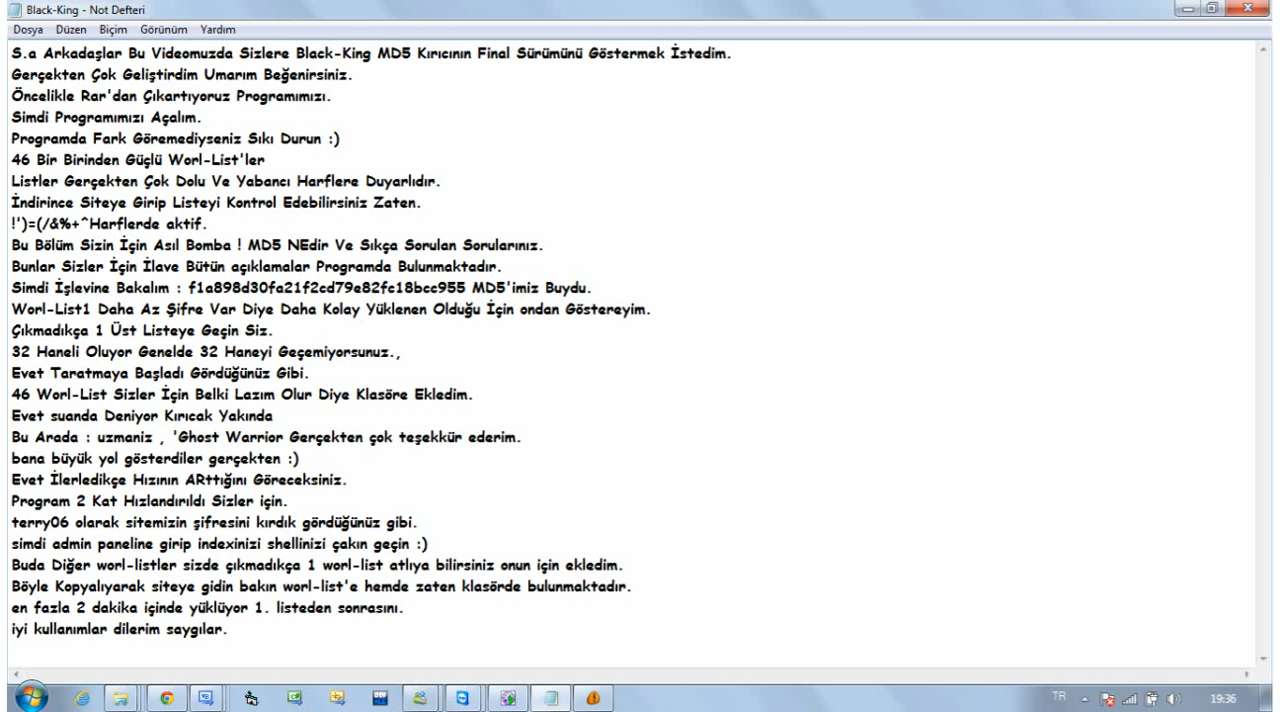 Black-King - Not Defteri
Dosya Düzen Biçim Görünüm Yardım
S.a Arkadaşlar Bu Videomuzda Sizlere Black-King MD5 Kırıcının Final Sürümünü Göstermek İstedim.
Gerçekten Çok Geliştirdim Umarım Beğenirsiniz.
Öncelikle Rar'dan Çıkartıyoruz Programımızı.
Simdi Programımızı Açalım.
Programda Fark Göremediyseniz Sıkı Durun :)
46 Bir Birinden Güçlü Worl-List'ler
Listler Gerçekten Çok Dolu Ve Yabancı Harflere Duyarlıdır.
İndirince Siteye Girip Listeyi Kontrol Edebilirsiniz Zaten.
!')=(/&%+^Harflerde aktif.
Bu Bölüm Sizin İçin Asıl Bomba ! MD5 NEdir Ve Sıkça Sorulan Sorularınız.
Bunlar Sizler İçin İlave Bütün açıklamalar Programda Bulunmaktadır.
Simdi İşlevine Bakalım : f1a898d30fa21f2cd79e82fc18bcc955 MD5'imiz Buydu.
Worl-List1 Daha Az Şifre Var Diye Daha Kolay Yüklenen Olduğu İçin ondan Göstereyim.
Çıkmadıkça 1 Üst Listeye Geçin Siz.
32 Haneli Oluyor Genelde 32 Haneyi Geçemiyorsunuz.,
Evet Taratmaya Başladı Gördüğünüz Gibi.
46 Worl-List Sizler İçin Belki Lazım Olur Diye Klasöre Ekledim.
Evet suanda Deniyor Kırıcak Yakında
Bu Arada : uzmaniz , 'Ghost Warrior Gerçekten çok teşekkür ederim.
bana büyük yol gösterdiler gerçekten :)
Evet İlerledikçe Hızının ARttığını Göreceksiniz.
Program 2 Kat Hızlandırıldı Sizler için.
terry06 olarak sitemizin şifresini kırdık gördüğünüz gibi.
simdi admin paneline girip indexinizi shellinizi çakın geçin :)
Buda Diğer worl-listler sizde çıkmadıkça 1 worl-list atlıya bilirsiniz onun için ekledim.
Böyle Kopyalıyarak siteye gidin bakın worl-list'e hemde zaten klasörde bulunmaktadır.
en fazla 2 dakika içinde yüklüyor 1. listeden sonrasını.
iyi kullanımlar dilerim saygılar.
TR 19:36